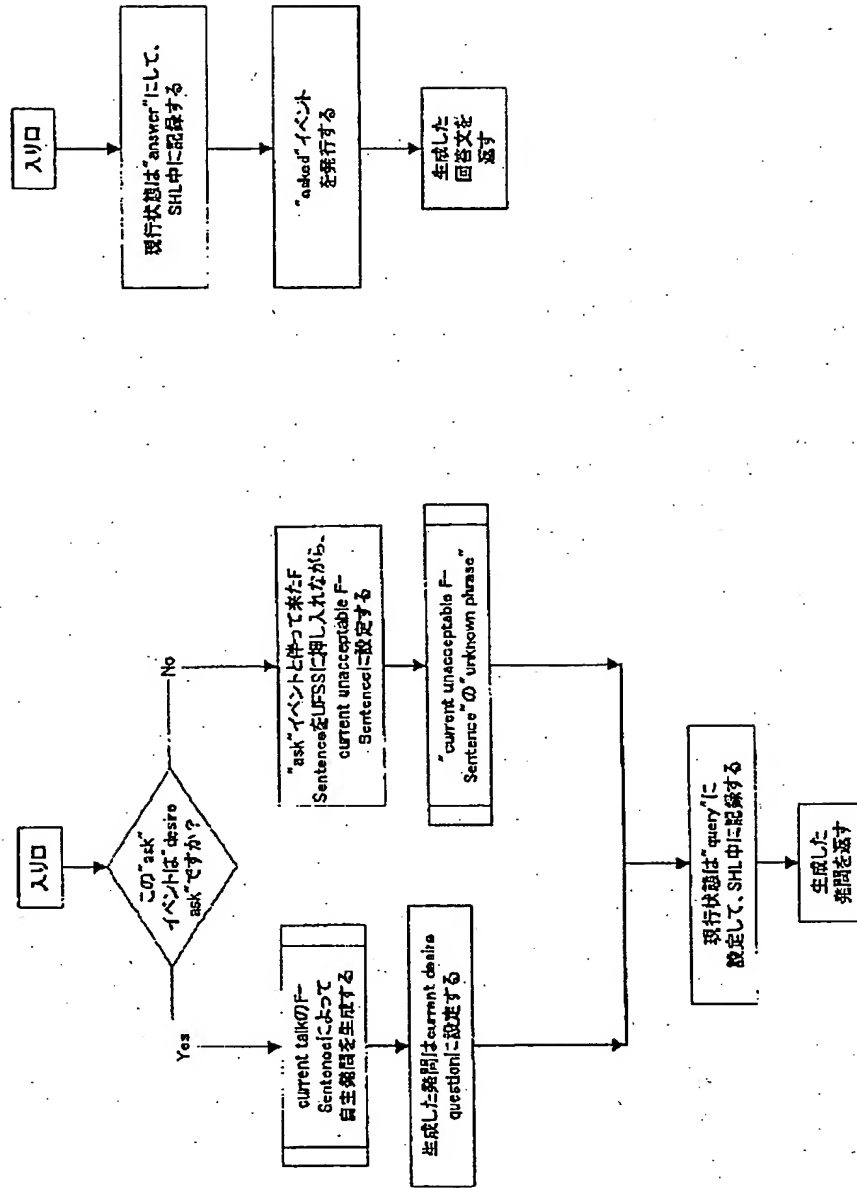 入り口
この"ask"
イベントは"desire
ask"ですか？
Yes
No
current talkのF-
Sentenceによって
自主発問を生成する
生成した発問はcurrent desire
questionに設定する
"ask"イベントと伴って来たF
SentenceをUFSSに押し入れながら、
current unacceptable F-
Sentenceに設定する
"current unacceptable F-
Sentence"の"unknown phrase"
現行状態は"query"に
設定して、SHL中に記録する
生成した
発問を返す
入り口
現行状態は"answer"にして、
SHL中に記録する
"asked"イベント
を発行する
生成した
回答文を
返す